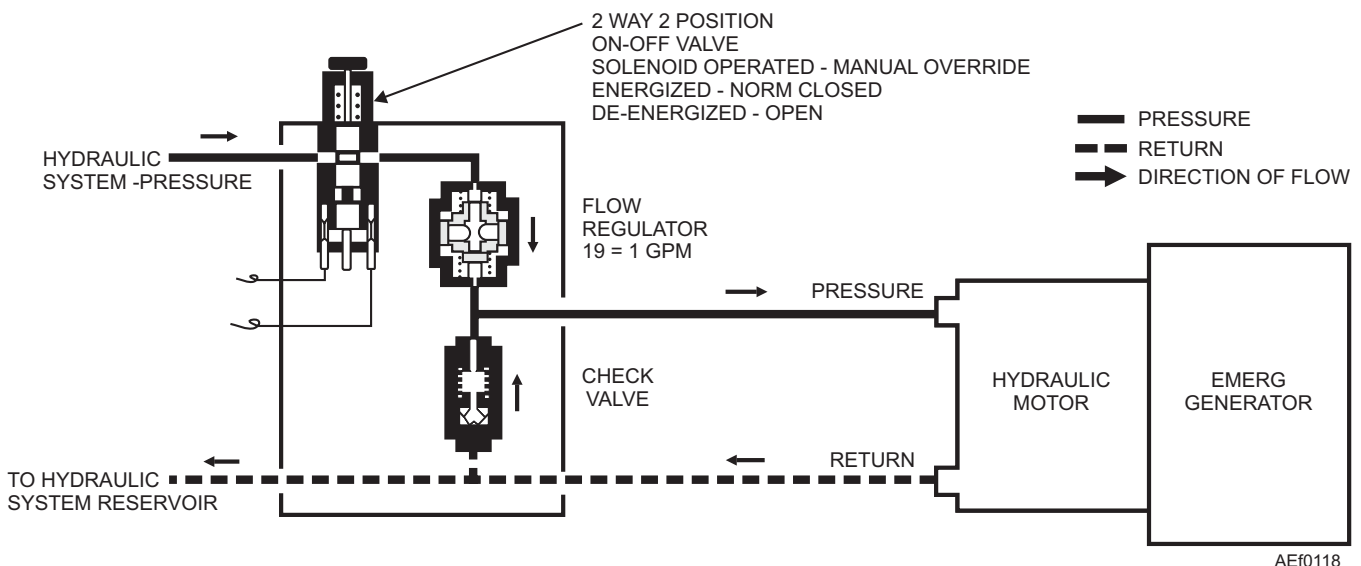 2 WAY 2 POSITION
ON-OFF VALVE
SOLENOID OPERATED - MANUAL OVERRIDE
ENERGIZED - NORM CLOSED
DE-ENERGIZED - OPEN
PRESSURE
RETURN
DIRECTION OF FLOW
HYDRAULIC
SYSTEM -PRESSURE
FLOW
REGULATOR
19 = 1 GPM
PRESSURE
CHECK
VALVE
HYDRAULIC
MOTOR
EMERG
GENERATOR
RETURN
TO HYDRAULIC
SYSTEM RESERVOIR
AEf0118